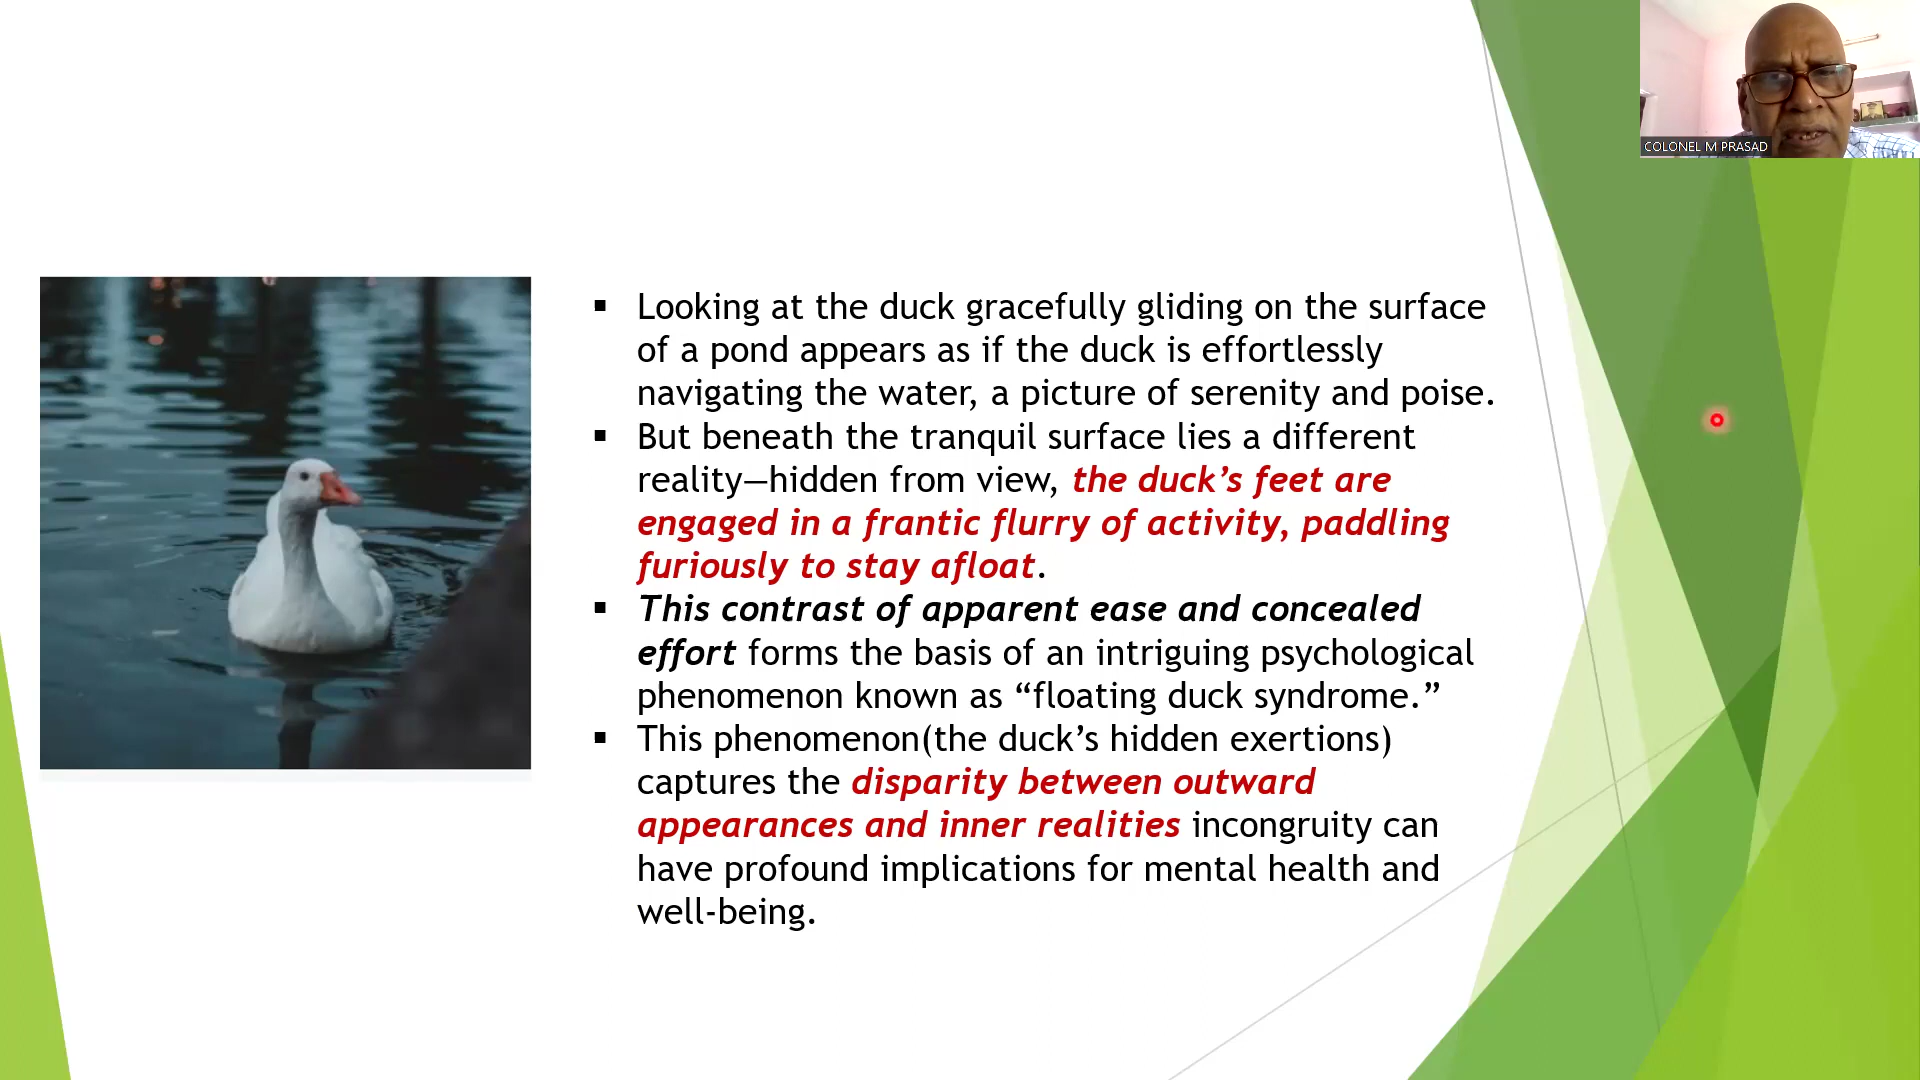 COLONEL M PRASAD
▪ Looking at the duck gracefully gliding on the surface
of a pond appears as if the duck is effortlessly
navigating the water, a picture of serenity and poise.
▪ But beneath the tranquil surface lies a different
reality—hidden from view, the duck’s feet are
engaged in a frantic flurry of activity, paddling
furiously to stay afloat.
▪ This contrast of apparent ease and concealed
effort forms the basis of an intriguing psychological
phenomenon known as “floating duck syndrome.”
▪ This phenomenon(the duck’s hidden exertions)
captures the disparity between outward
appearances and inner realities incongruity can
have profound implications for mental health and
well-being.